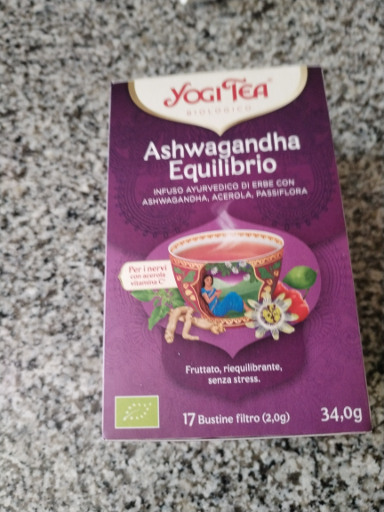 YOGI TEA®
BIOLOGICO
Ashwagandha
Equilibrio
INFUSO AYURVEDICO DI ERBE CON
ASHWAGANDHA, ACEROLA, PASSIFLORA
Per i nervi
con acerola
vitamina C¹
Fruttato, riequilibrante,
senza stress.
17 Bustine filtro (2,0g) 34,0g